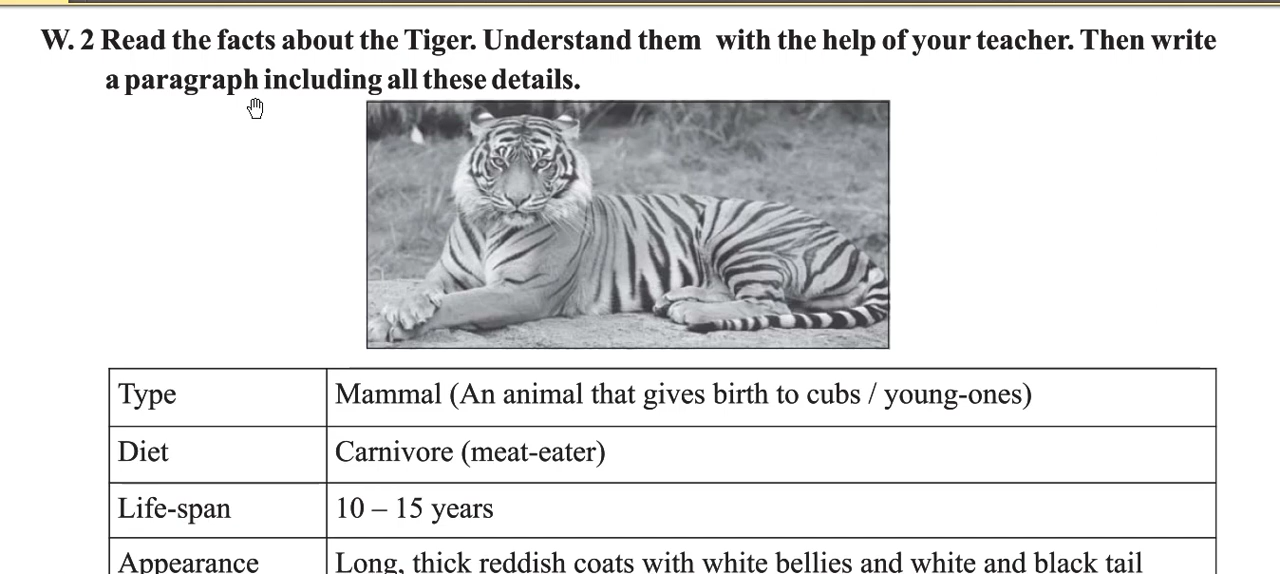 W. 2 Read the facts about the Tiger. Understand them with the help of your teacher. Then write
a paragraph including all these details.
Type Mammal (An animal that gives birth to cubs / young-ones)
Diet Carnivore (meat-eater)
Life-span 10 – 15 years
Appearance Long, thick reddish coats with white bellies and white and black tail